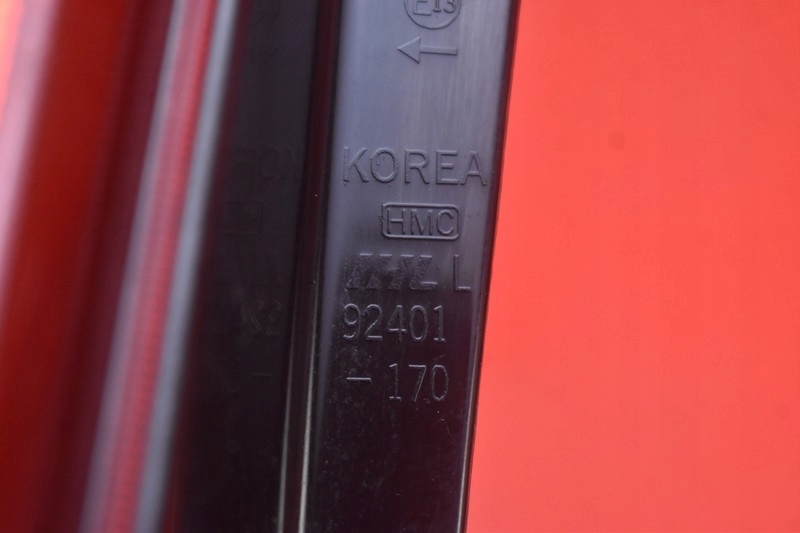 E13
KOREA
HMC
L
92401
- 170